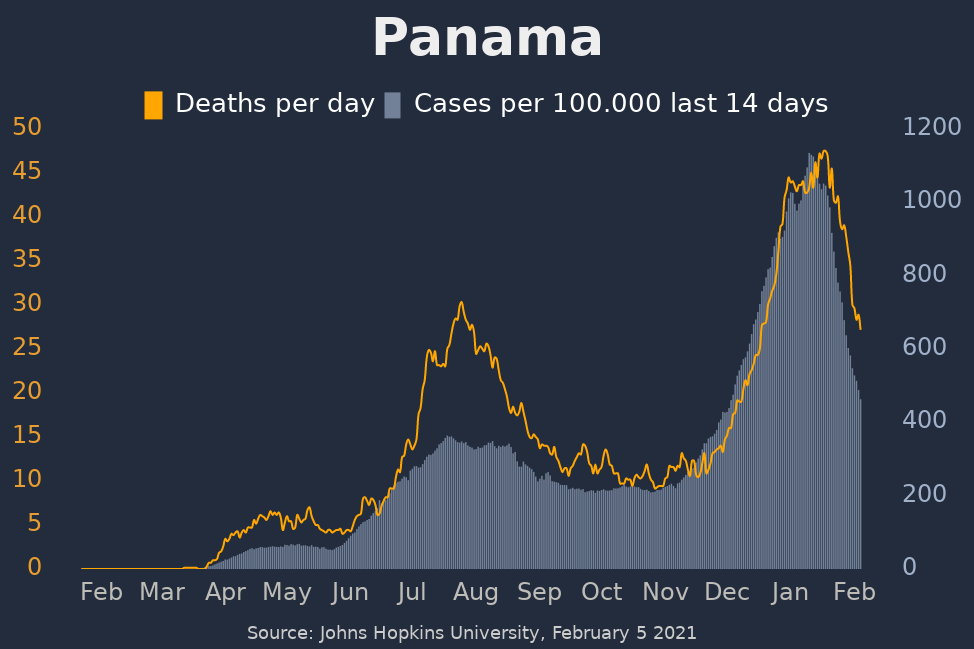 Panama
Deaths per day Cases per 100.000 last 14 days
50 1200
45
40 1000
35
30 800
25 600
20
15 400
10 200
5
0 0
Feb Mar Apr May Jun Jul Aug Sep Oct Nov Dec Jan Feb
Source: Johns Hopkins University, February 5 2021